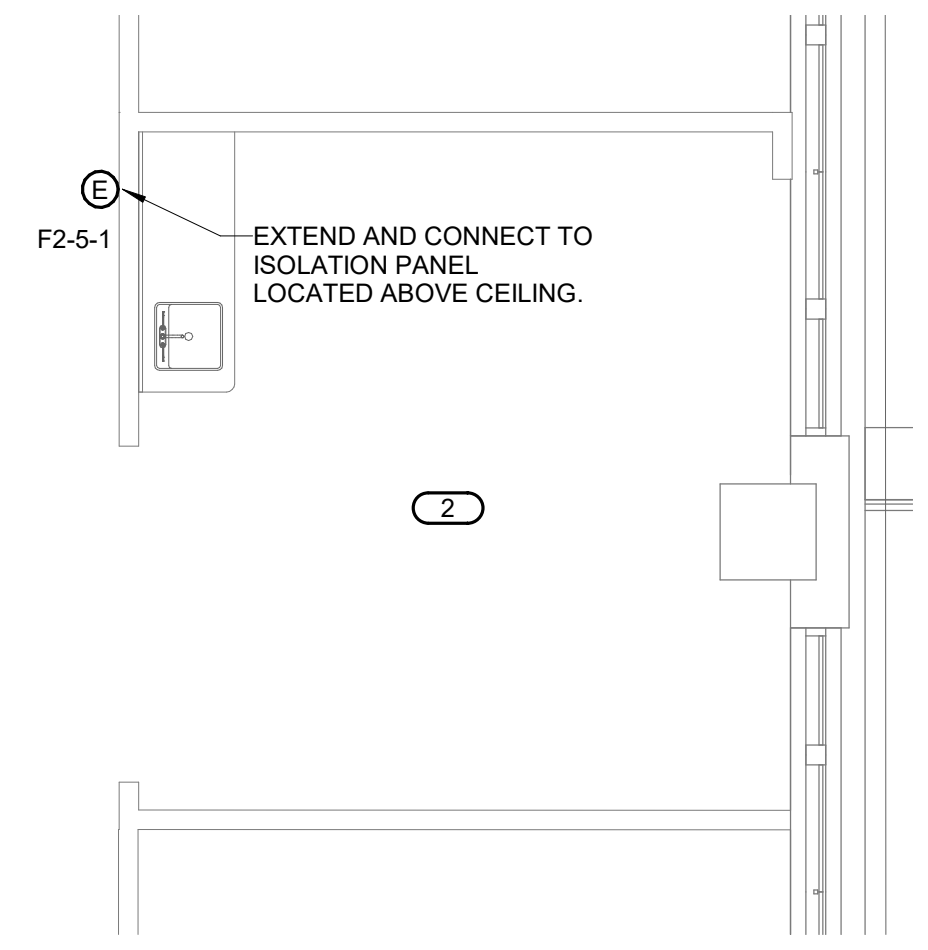 E
F2-5-1
EXTEND AND CONNECT TO
ISOLATION PANEL
LOCATED ABOVE CEILING.
2